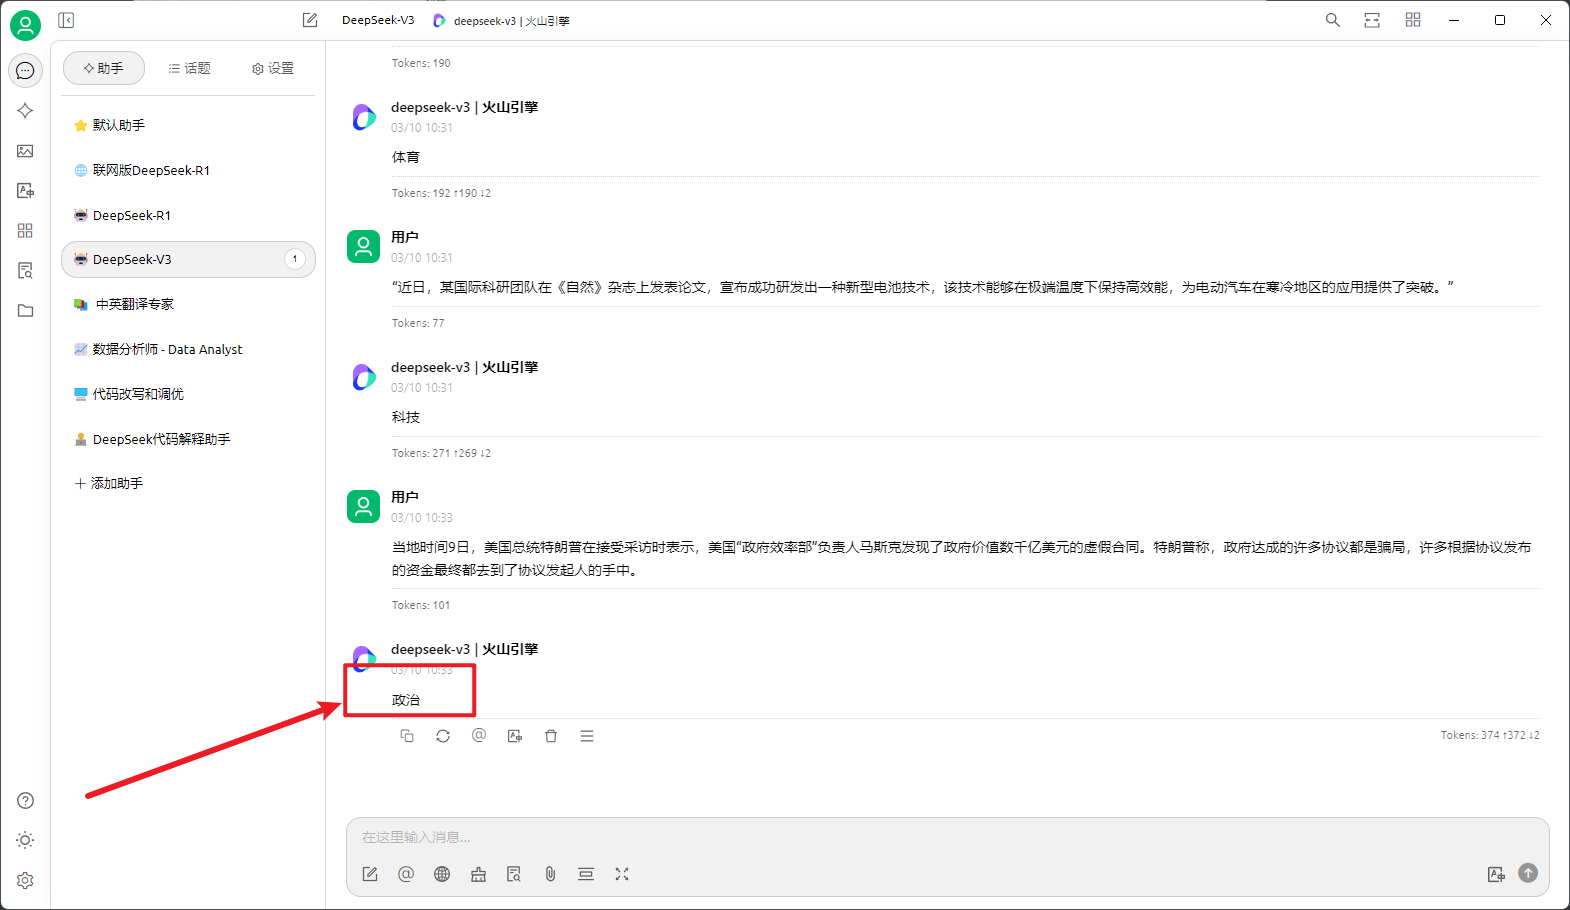 DeepSeek-V3 deepseek-v3 | 火山引擎
助手 话题 设置
默认助手
联网版DeepSeek-R1
DeepSeek-R1
DeepSeek-V3 1
中英翻译专家
数据分析师 - Data Analyst
代码改写和调优
DeepSeek代码解释助手
添加助手
Tokens: 190
deepseek-v3 | 火山引擎
03/10 10:31
体育
Tokens: 192 ↑190 ↓2
用户
03/10 10:31
“近日，某国际科研团队在《自然》杂志上发表论文，宣布成功研发出一种新型电池技术，该技术能够在极端温度下保持高效能，为电动汽车在寒冷地区的应用提供了突破。”
Tokens: 77
deepseek-v3 | 火山引擎
03/10 10:31
科技
Tokens: 271 ↑269 ↓2
用户
03/10 10:33
当地时间9日，美国总统特朗普在接受采访时表示，美国“政府效率部”负责人马斯克发现了政府价值数千亿美元的虚假合同。特朗普称，政府达成的许多协议都是骗局，许多根据协议发布
的资金最终都去到了协议发起人的手中。
Tokens: 101
deepseek-v3 | 火山引擎
03/10 10:33
政治
Tokens: 374 ↑372 ↓2
在这里输入消息...